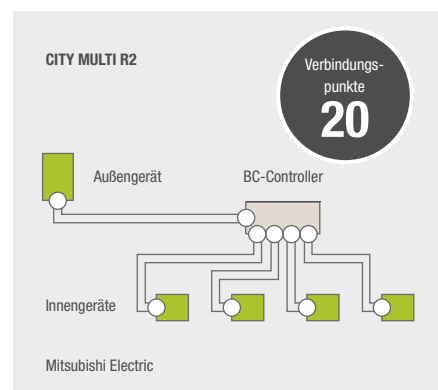 CITY MULTI R2
Verbindungs-
punkte
20
Außengerät
BC-Controller
Innengeräte
Mitsubishi Electric